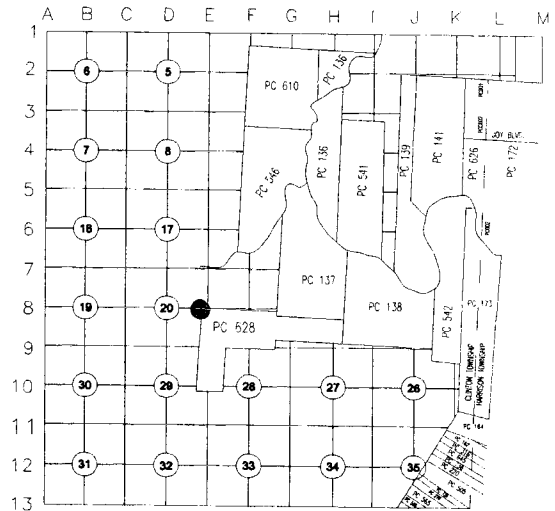 A B C D E F G H I J K L M
1
2 6 5 PC 610 PC 136 PC001
3 PC003
4 7 8 PC 546 PC 136 PC 541 PC 139 PC 141 PC 626 JOY BLVD. PC 172
5
6 18 17 PC002
7 PC 137
8 19 20 PC 628 PC 138 PC 542 PC 173
9 CLINTON TOWNSHIP HARRISON TOWNSHIP
10 30 29 28 27 26
11 PC 164
12 31 32 33 34 35
13